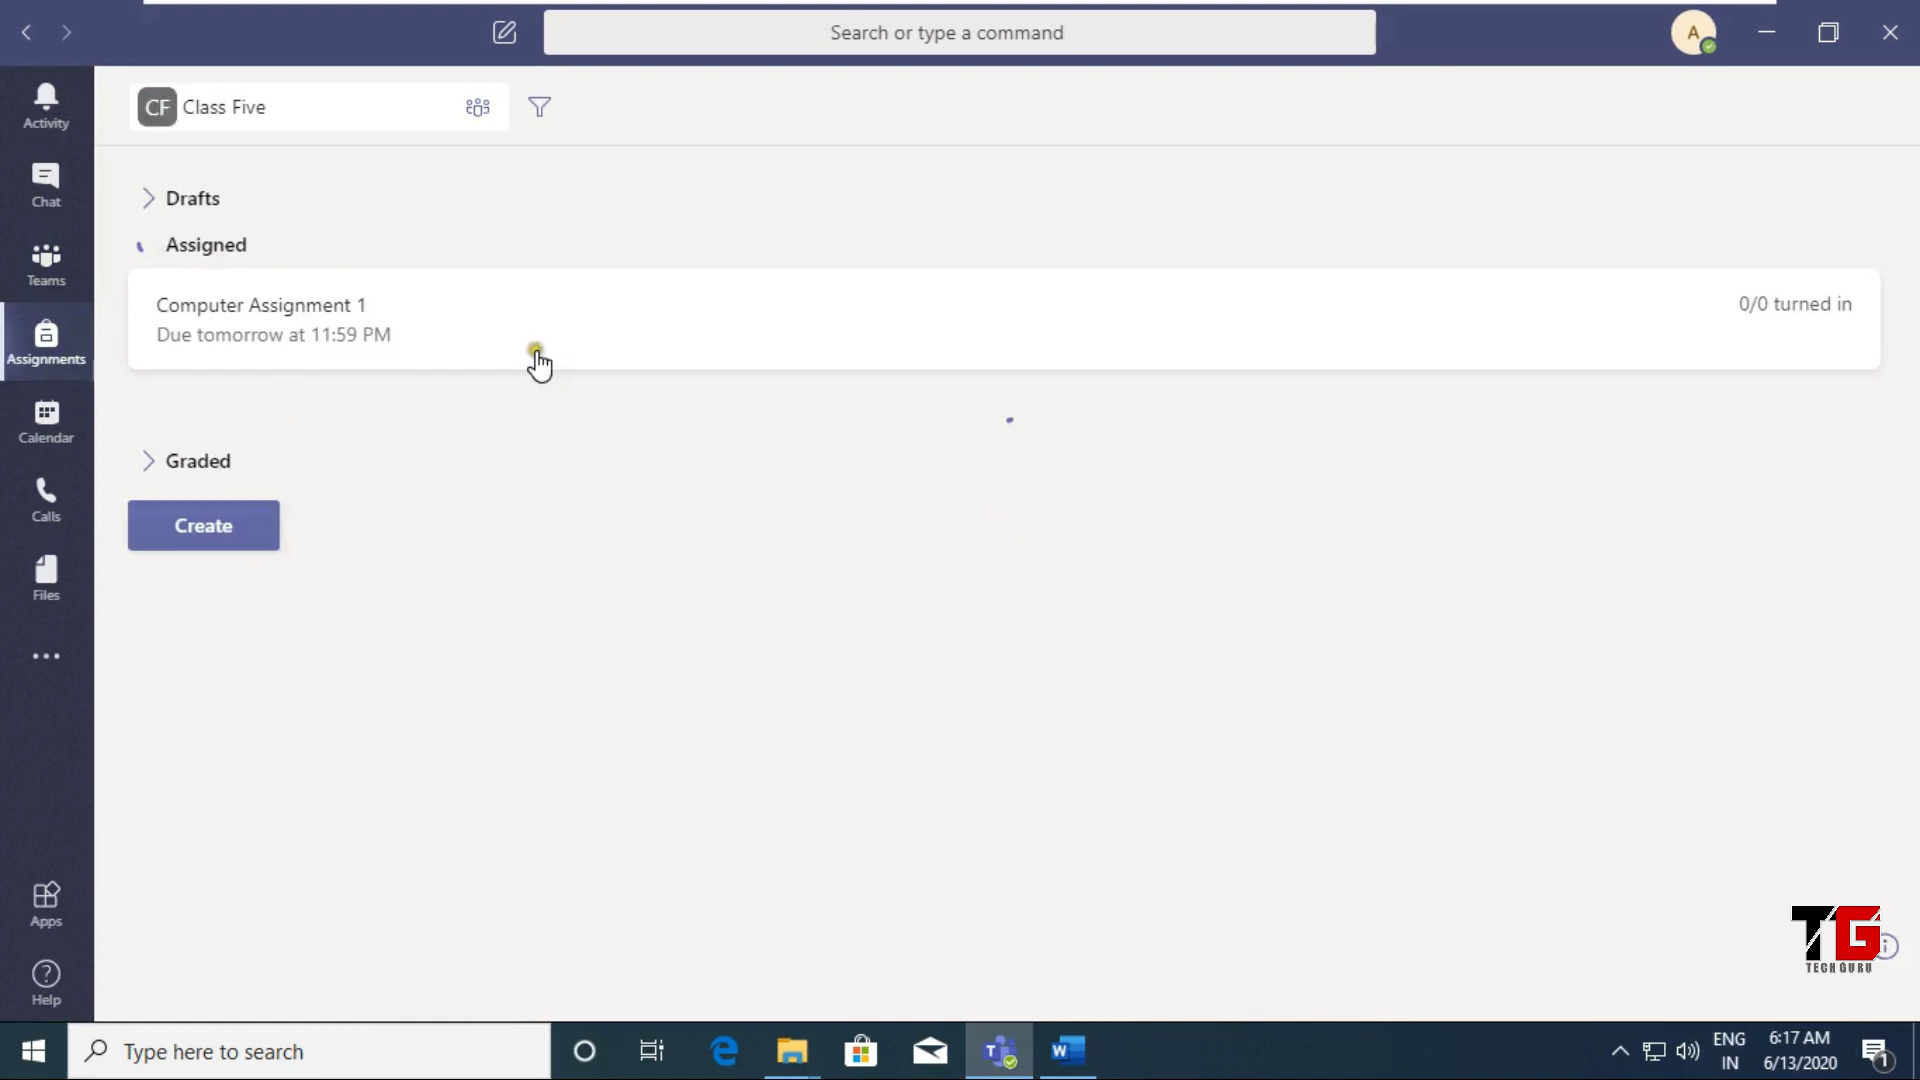 Search or type a command
A
Activity
Chat
Teams
Assignments
Calendar
Calls
Files
Apps
Help
CF Class Five
Drafts
Assigned
Computer Assignment 1
0/0 turned in
Due tomorrow at 11:59 PM
Graded
Create
TG
TECH GURU
Type here to search
T
W
ENG
IN
6:17 AM
6/13/2020
1